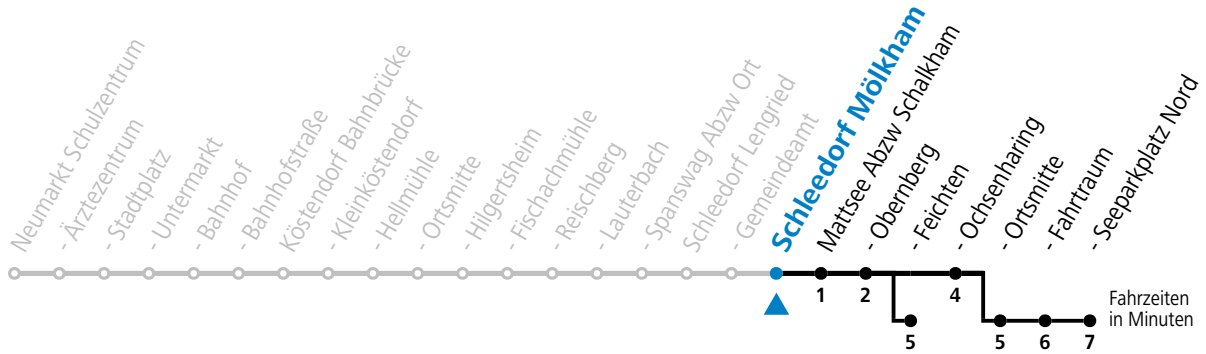 Neumarkt Schulzentrum
- Ärztezentrum
- Stadtplatz
- Untermarkt
- Bahnhof
- Bahnhofstraße
Köstendorf Bahnbrücke
- Kleinköstendorf
- Hellmühle
- Ortsmitte
- Hilgertsheim
- Fischachmühle
- Reischberg
- Lauterbach
- Spanswag Abzw Ort
Schleedorf Lengried
- Gemeindeamt
Schleedorf Mölkham
Mattsee Abzw Schalkham
- Obernberg
- Feichten
- Ochsenharing
- Ortsmitte
- Fahrtraum
- Seeparkplatz Nord
1 2 4
5 5 6 7
Fahrzeiten
in Minuten